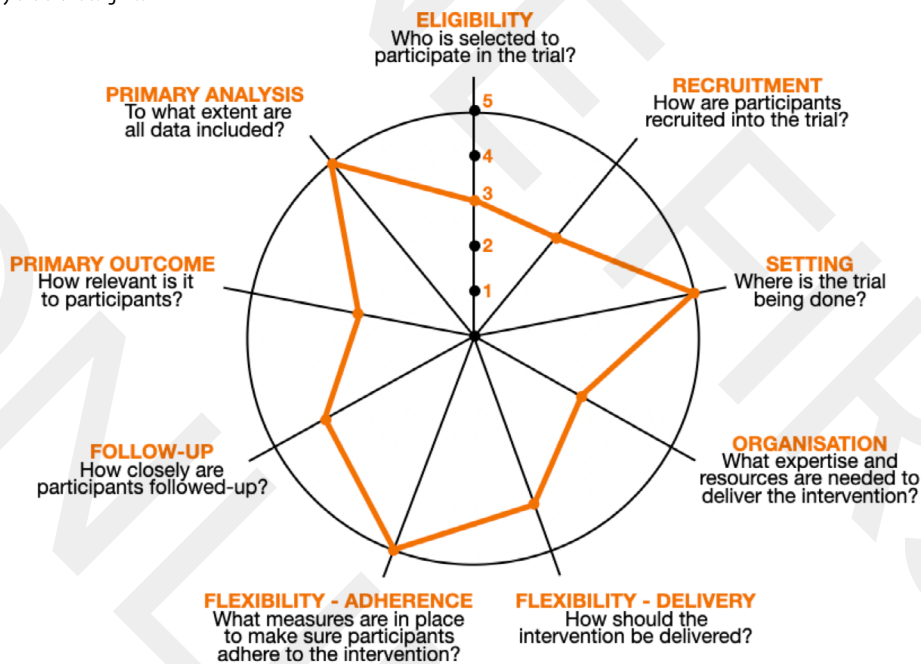 ELIGIBILITY
Who is selected to
participate in the trial?
RECRUITMENT
How are participants
recruited into the trial?
SETTING
Where is the trial
being done?
ORGANISATION
What expertise and
resources are needed to
deliver the intervention?
FLEXIBILITY - DELIVERY
How should the
intervention be delivered?
FLEXIBILITY - ADHERENCE
What measures are in place
to make sure participants
adhere to the intervention?
FOLLOW-UP
How closely are
participants followed-up?
PRIMARY OUTCOME
How relevant is it
to participants?
PRIMARY ANALYSIS
To what extent are
all data included?
5
4
3
2
1